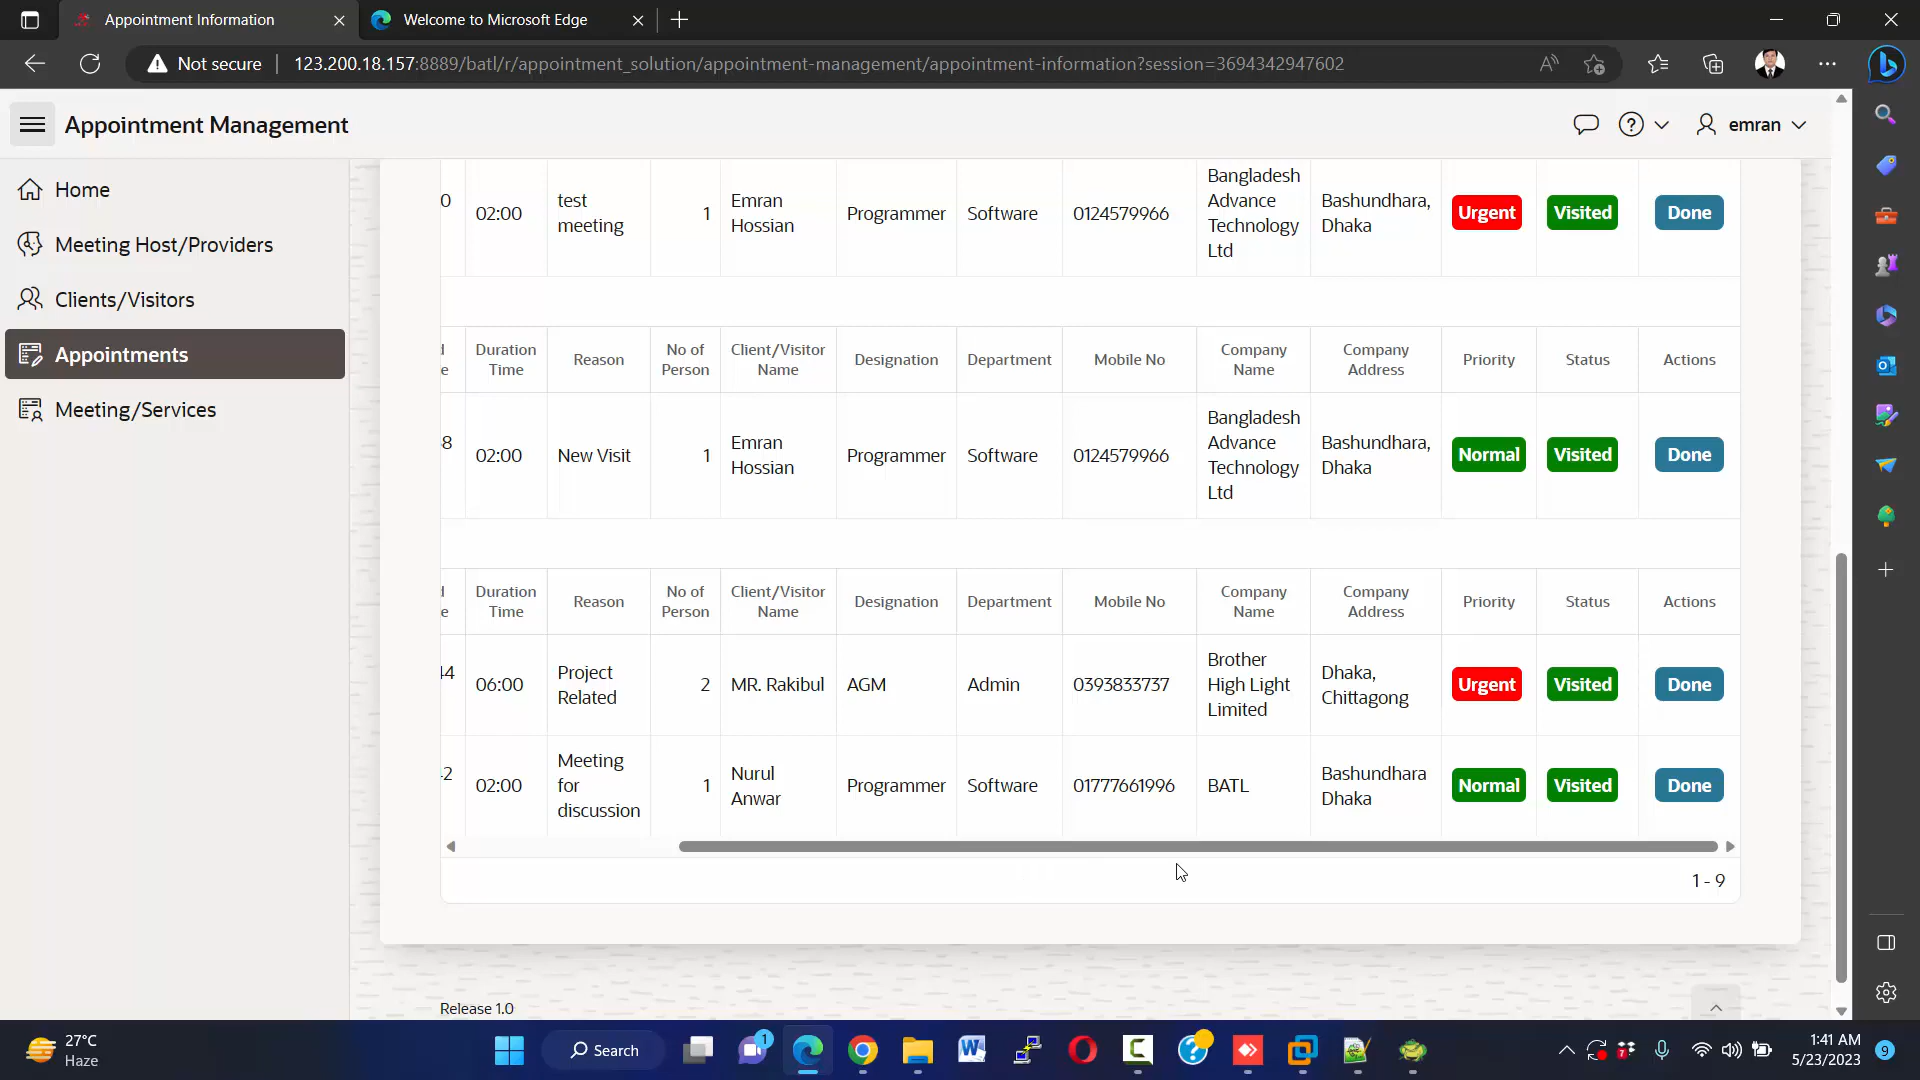 Appointment Information
Welcome to Microsoft Edge
Not secure
123.200.18.157:8889/batl/r/appointment_solution/appointment-management/appointment-information?session=3694342947602
Appointment Management
emran
Home
Meeting Host/Providers
Clients/Visitors
Appointments
Meeting/Services
0 02:00 test meeting 1 Emran Hossian Programmer Software 0124579966 Bangladesh Advance Technology Ltd Bashundhara, Dhaka Urgent Visited Done
Duration Time Reason No of Person Client/Visitor Name Designation Department Mobile No Company Name Company Address Priority Status Actions
8 02:00 New Visit 1 Emran Hossian Programmer Software 0124579966 Bangladesh Advance Technology Ltd Bashundhara, Dhaka Normal Visited Done
Duration Time Reason No of Person Client/Visitor Name Designation Department Mobile No Company Name Company Address Priority Status Actions
44 06:00 Project Related 2 MR. Rakibul AGM Admin 0393833737 Brother High Light Limited Dhaka, Chittagong Urgent Visited Done
2 02:00 Meeting for discussion 1 Nurul Anwar Programmer Software 01777661996 BATL Bashundhara Dhaka Normal Visited Done
1 - 9
Release 1.0
27°C
Haze
Search
1
1:41 AM
5/23/2023
9